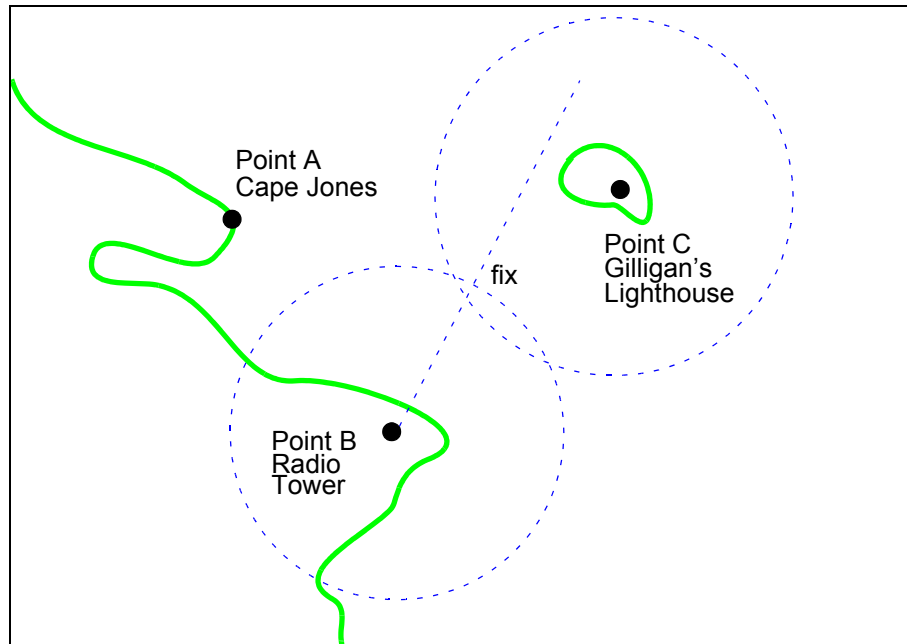 Point A
Cape Jones
Point C
Gilligan's
Lighthouse
fix
Point B
Radio
Tower